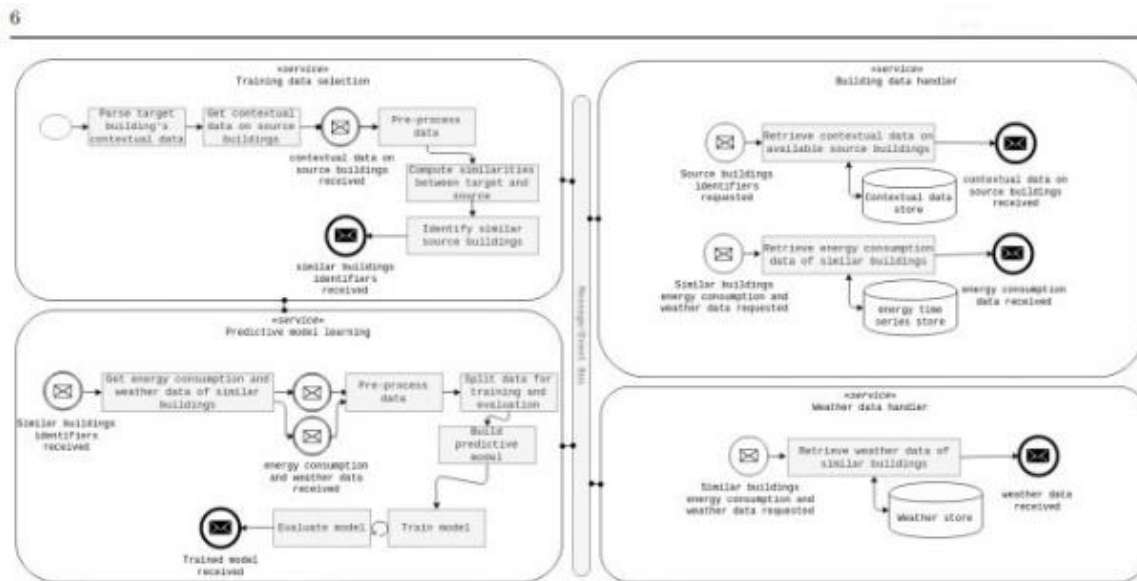 6
«service»
Training data selection
Parse target
building's
contextual data
Get contextual
data on source
buildings
contextual data on
source buildings
received
Pre-process
data
Compute similarities
between target and
source
Identify similar
source buildings
similar buildings
identifiers
received
«service»
Predictive model learning
Similar buildings
identifiers
received
Get energy consumption and
weather data of similar
buildings
energy consumption
and weather data
received
Pre-process
data
Split data for
training and
evaluation
Build
predictive
model
Train model
Evaluate model
Trained model
received
Message-Event Bus
«service»
Building data handler
Source buildings
identifiers
requested
Retrieve contextual data on
available source buildings
Contextual data
store
contextual data on
source buildings
received
Similar buildings
energy consumption and
weather data requested
Retrieve energy consumption
data of similar buildings
energy time
series store
energy consumption
data received
«service»
Weather data handler
Similar buildings
energy consumption and
weather data requested
Retrieve weather data of
similar buildings
Weather store
weather data
received